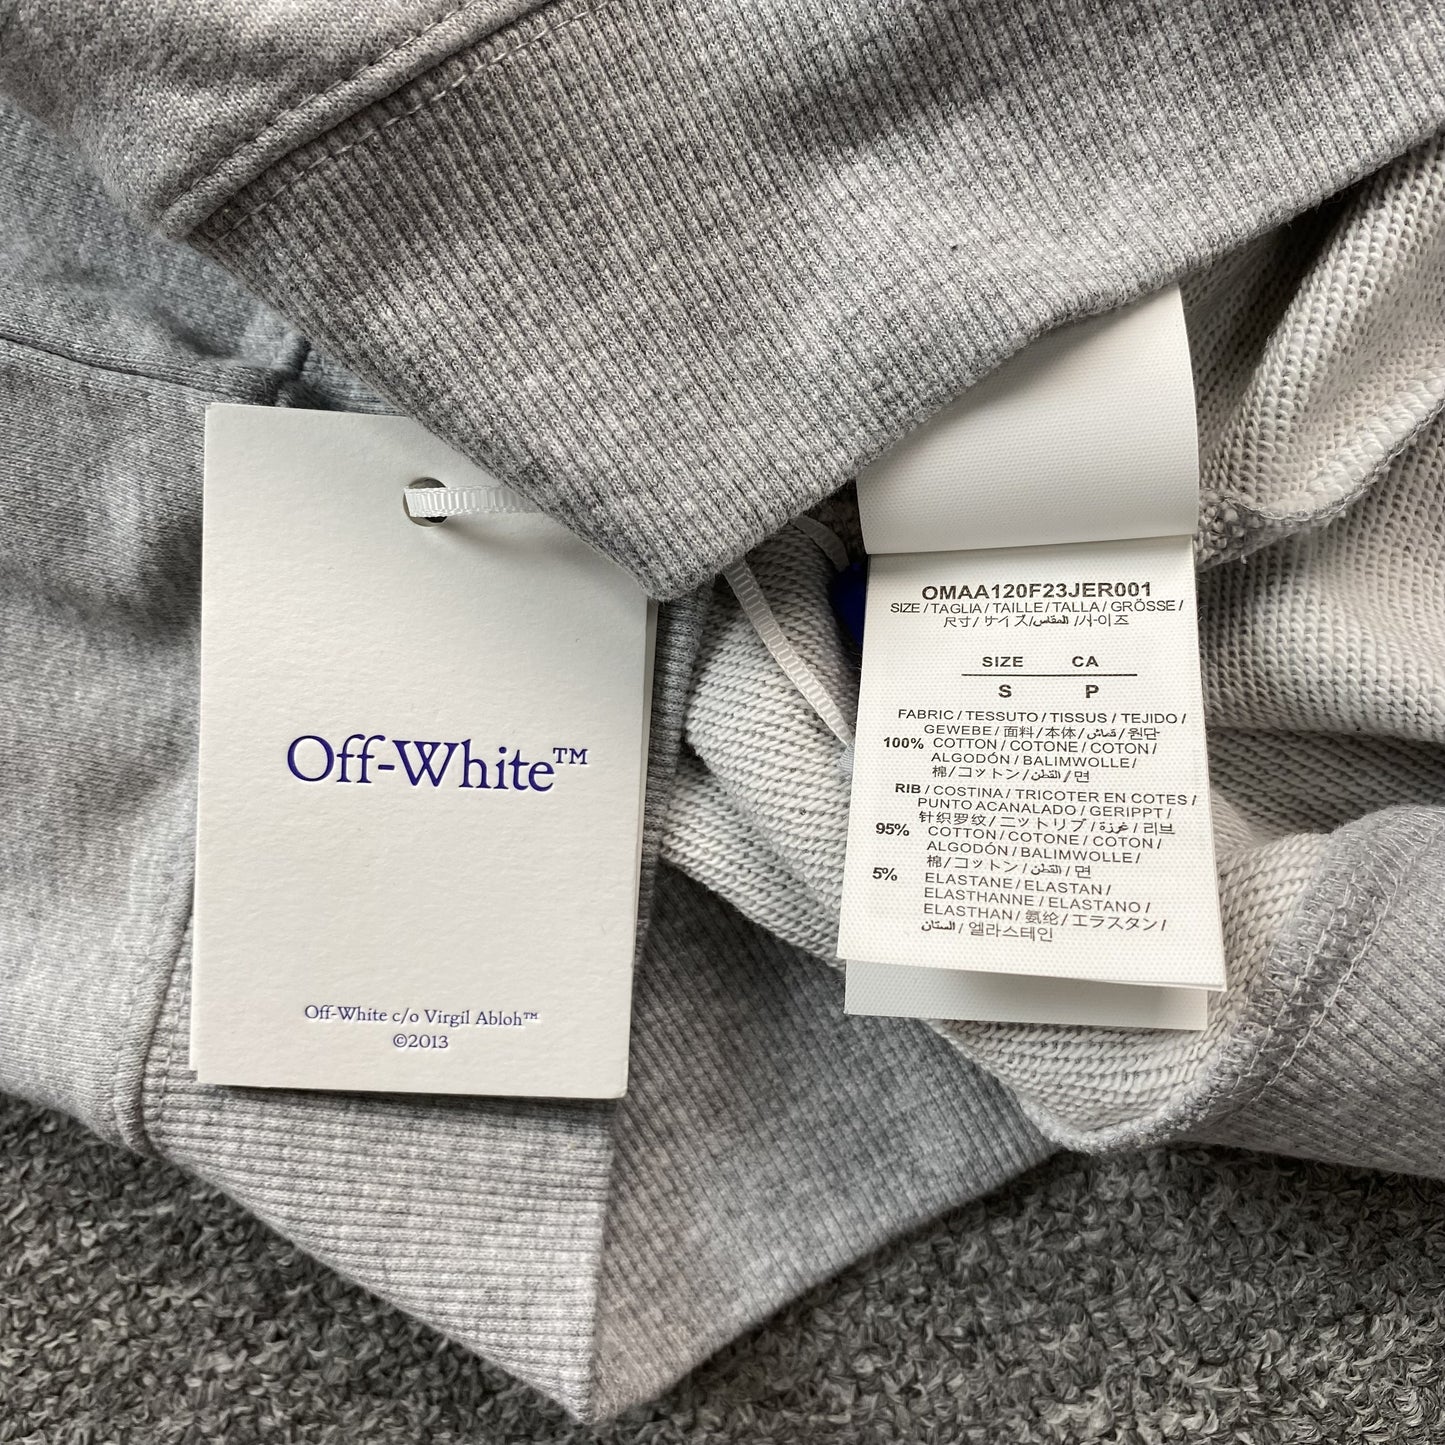 Off-White™
Off-White c/o Virgil Abloh™
©2013
OMAA120F23JER001
SIZE / TAGLIA / TAILLE / TALLA / GRÖSSE /
尺寸 / サイズ / المقاس / 사이즈
SIZE CA
S P
FABRIC / TESSUTO / TISSUS / TEJIDO /
GEWEBE / 面料 / 本体 / قماش / 원단
100% COTTON / COTONE / COTON /
ALGODÓN / BALIMWOLLE /
棉 / コットン / القطن / 면
RIB / COSTINA / TRICOTER EN COTES /
PUNTO ACANALADO / GERIPPT /
针织罗纹 / ニットリブ / غرزة / 리브
95% COTTON / COTONE / COTON /
ALGODÓN / BALIMWOLLE /
棉 / コットン / القطن / 면
5% ELASTANE / ELASTAN /
ELASTHANNE / ELASTANO /
ELASTHAN / 氨纶 / エラスタン /
الستان / 엘라스테인